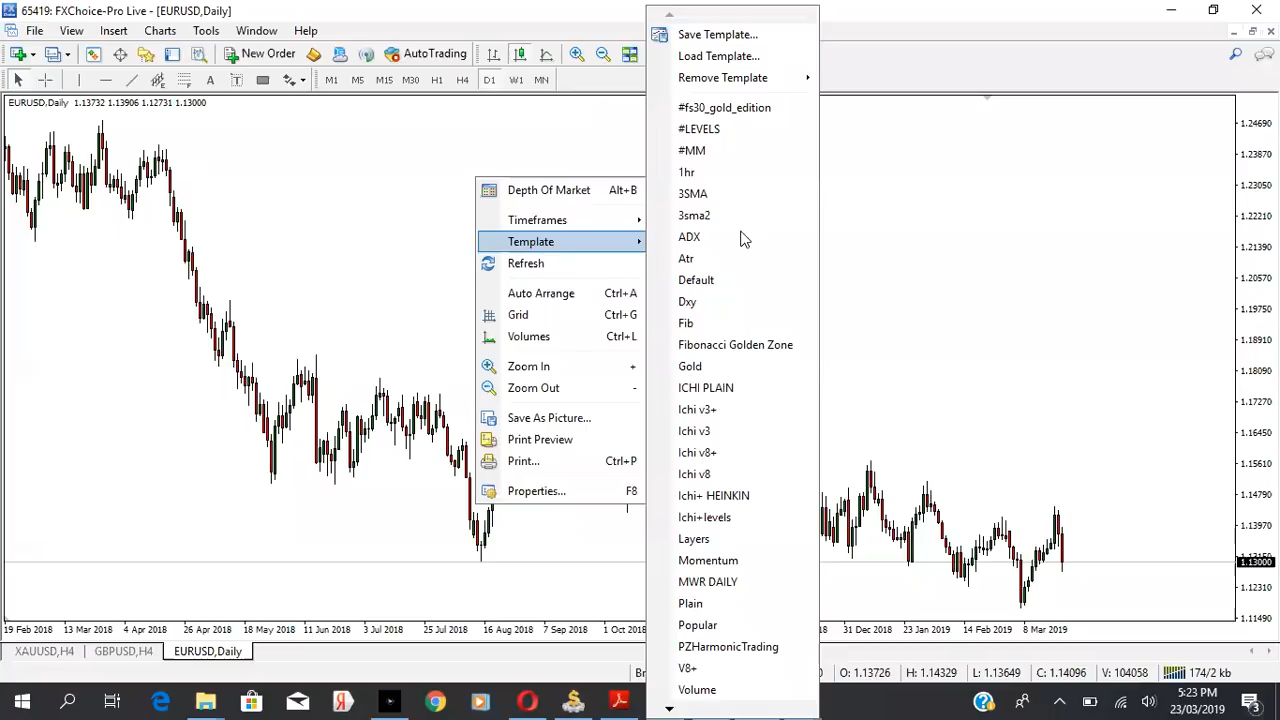 65419: FXChoice-Pro Live - [EURUSD,Daily]
File View Insert Charts Tools Window Help
New Order AutoTrading
A T M1 M5 M15 M30 H1 H4 D1 W1 MN
EURUSD,Daily 1.13732 1.13906 1.12731 1.13000
Depth Of Market Alt+B
Timeframes
Template
Refresh
Auto Arrange Ctrl+A
Grid Ctrl+G
Volumes Ctrl+L
Zoom In +
Zoom Out -
Save As Picture...
Print Preview
Print... Ctrl+P
Properties... F8
Save Template...
Load Template...
Remove Template
#fs30_gold_edition
#LEVELS
#MM
1hr
3SMA
3sma2
ADX
Atr
Default
Dxy
Fib
Fibonacci Golden Zone
Gold
ICHI PLAIN
Ichi v3+
Ichi v3
Ichi v8+
Ichi v8
Ichi+ HEINKIN
Ichi+levels
Layers
Momentum
MWR DAILY
Plain
Popular
PZHarmonicTrading
V8+
Volume
1.24690
1.23870
1.23050
1.22210
1.21390
1.20570
1.19730
1.18910
1.18090
1.17270
1.16450
1.15610
1.14790
1.13970
1.13000
1.12310
1.11490
19 Feb 2018 13 Mar 2018 4 Apr 2018 26 Apr 2018 18 May 2018 11 Jun 2018 3 Jul 2018 25 Jul 2018 16 Aug 2018 7 Sep 2018 1 Oct 2018 31 Dec 2018 23 Jan 2019 14 Feb 2019 8 Mar 2019
XAUUSD,H4 GBPUSD,H4 EURUSD,Daily
O: 1.13726 H: 1.14329 L: 1.13649 C: 1.14096 V: 104058 174/2 kb
5:23 PM
23/03/2019
3